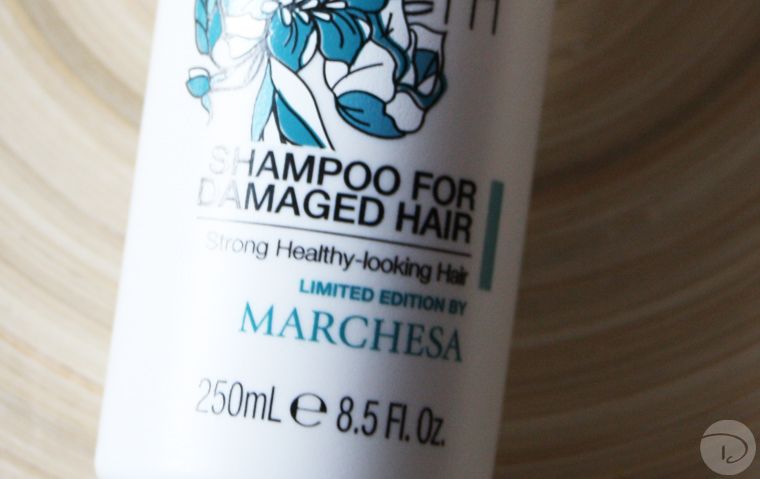 SHAMPOO FOR
DAMAGED HAIR
Strong Healthy-looking Hair
LIMITED EDITION BY
MARCHESA
250mL e 8.5 Fl. Oz.